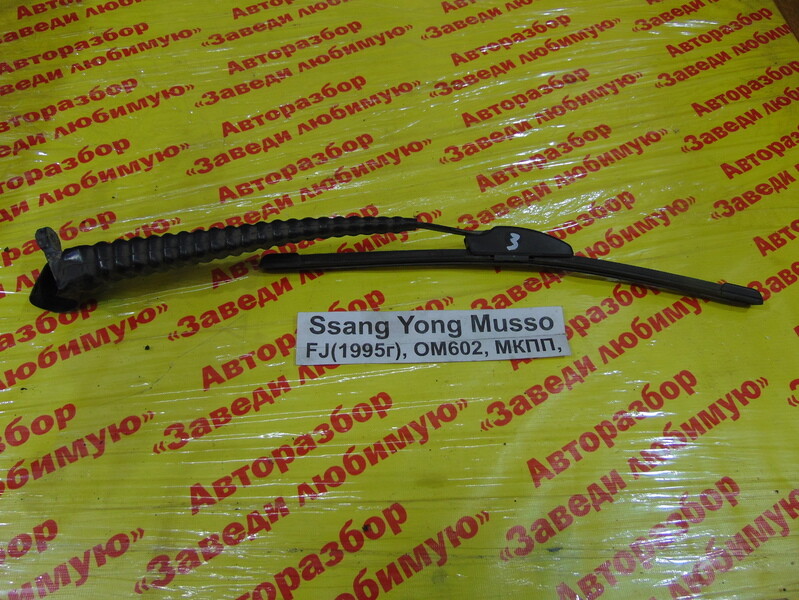 Авторазбор
«Заведи любимую»
3
Ssang Yong Musso
FJ(1995г), OM602, МКПП,